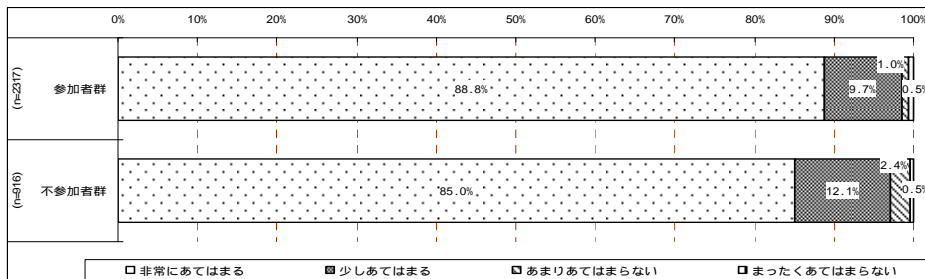 0% 10% 20% 30% 40% 50% 60% 70% 80% 90% 100%
(n=2317) 参加者群 88.8% 9.7% 1.0% 0.5%
(n=916) 不参加者群 85.0% 12.1% 2.4% 0.5%
非常にあてはまる 少しあてはまる あまりあてはまらない まったくあてはまらない